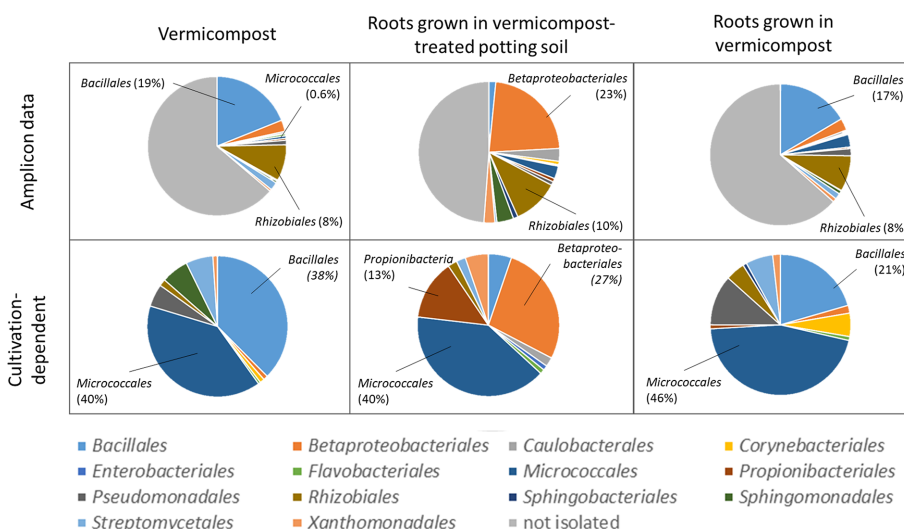 Vermicompost
Roots grown in vermicompost-
treated potting soil
Roots grown in
vermicompost
Amplicon data
Bacillales (19%)
Micrococcales
(0.6%)
Rhizobiales (8%)
Betaproteobacteriales
(23%)
Rhizobiales (10%)
Bacillales
(17%)
Rhizobiales (8%
Cultivation-
dependent
Bacillales
(38%)
Micrococcales
(40%)
Propionibacteria
(13%)
Betaproteo-
bacteriales
(27%)
Micrococcales
(40%)
Bacillales
(21%)
Micrococcales
(46%)
Bacillales
Betaproteobacteriales
Caulobacterales
Corynebacteriales
Enterobacteriales
Flavobacteriales
Micrococcales
Propionibacteriales
Pseudomonadales
Rhizobiales
Sphingobacteriales
Sphingomonadales
Streptomycetales
Xanthomonadales
not isolated